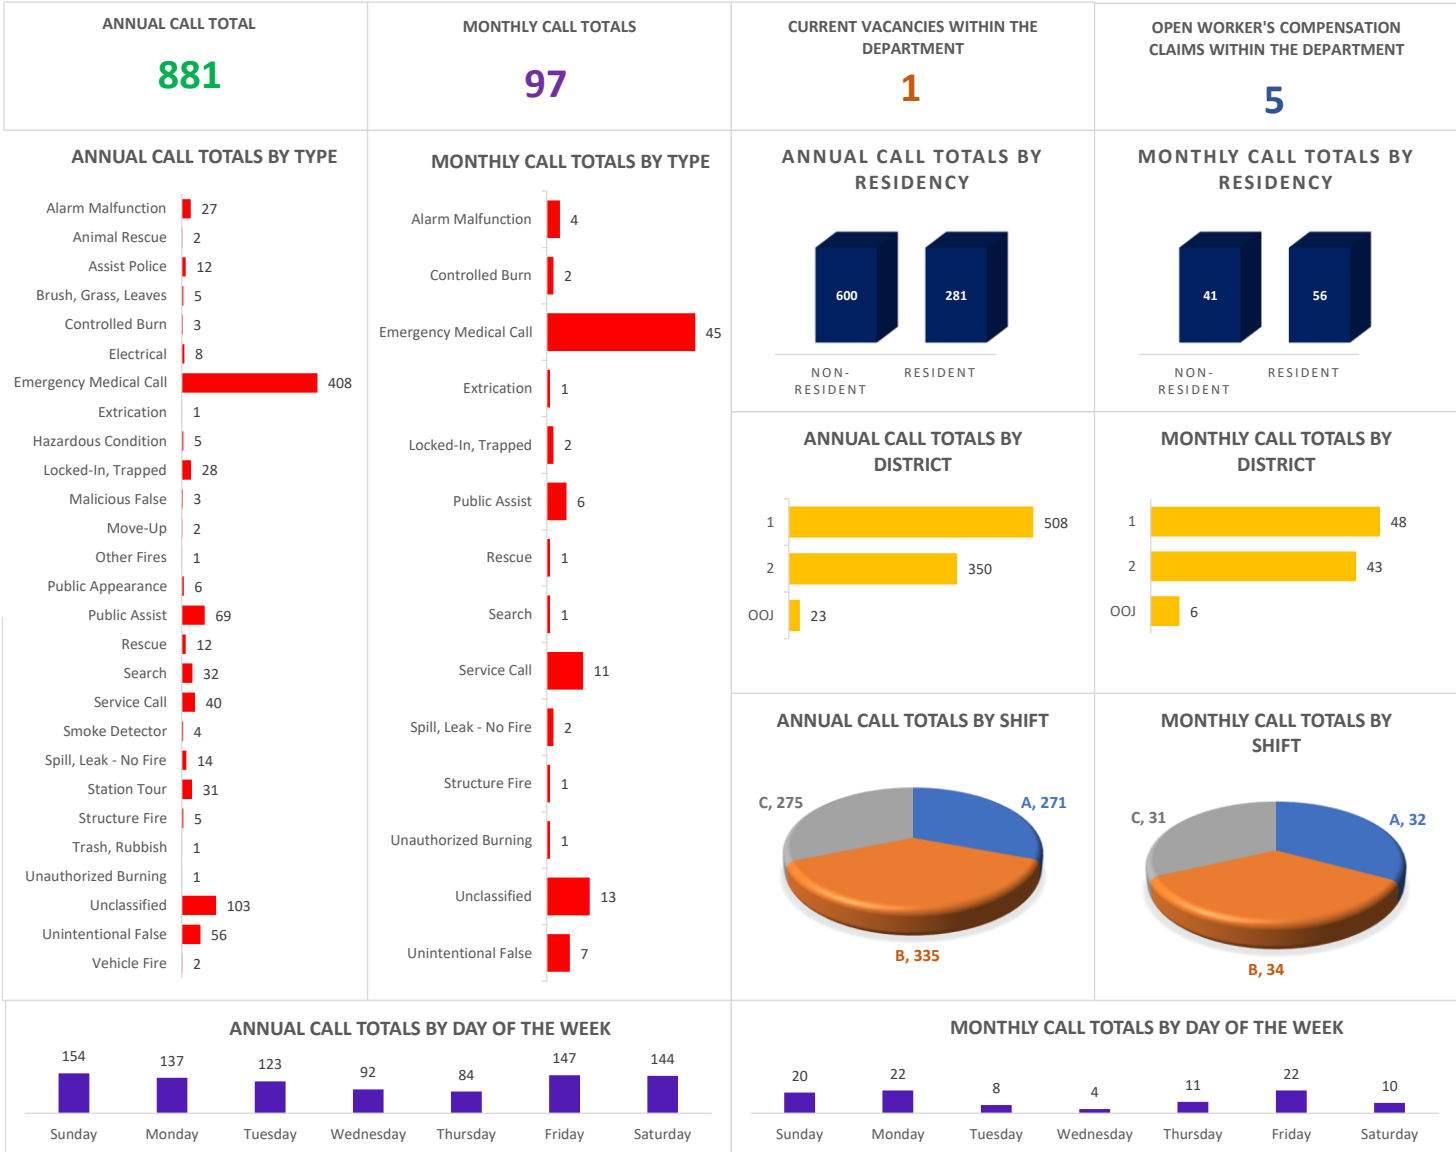 ANNUAL CALL TOTAL
881
MONTHLY CALL TOTALS
97
CURRENT VACANCIES WITHIN THE
DEPARTMENT
1
OPEN WORKER'S COMPENSATION
CLAIMS WITHIN THE DEPARTMENT
5
ANNUAL CALL TOTALS BY TYPE
Alarm Malfunction 27
Animal Rescue 2
Assist Police 12
Brush, Grass, Leaves 5
Controlled Burn 3
Electrical 8
Emergency Medical Call 408
Extrication 1
Hazardous Condition 5
Locked-In, Trapped 28
Malicious False 3
Move-Up 2
Other Fires 1
Public Appearance 6
Public Assist 69
Rescue 12
Search 32
Service Call 40
Smoke Detector 4
Spill, Leak - No Fire 14
Station Tour 31
Structure Fire 5
Trash, Rubbish 1
Unauthorized Burning 1
Unclassified 103
Unintentional False 56
Vehicle Fire 2
MONTHLY CALL TOTALS BY TYPE
Alarm Malfunction 4
Controlled Burn 2
Emergency Medical Call 45
Extrication 1
Locked-In, Trapped 2
Public Assist 6
Rescue 1
Search 1
Service Call 11
Spill, Leak - No Fire 2
Structure Fire 1
Unauthorized Burning 1
Unclassified 13
Unintentional False 7
ANNUAL CALL TOTALS BY
RESIDENCY
600 281
NON-
RESIDENT
RESIDENT
MONTHLY CALL TOTALS BY
RESIDENCY
41 56
NON-
RESIDENT
RESIDENT
ANNUAL CALL TOTALS BY
DISTRICT
1 508
2 350
OOJ 23
MONTHLY CALL TOTALS BY
DISTRICT
1 48
2 43
OOJ 6
ANNUAL CALL TOTALS BY SHIFT
C, 275
A, 271
B, 335
MONTHLY CALL TOTALS BY
SHIFT
C, 31
A, 32
B, 34
ANNUAL CALL TOTALS BY DAY OF THE WEEK
154 137 123 92 84 147 144
Sunday Monday Tuesday Wednesday Thursday Friday Saturday
MONTHLY CALL TOTALS BY DAY OF THE WEEK
20 22 8 4 11 22 10
Sunday Monday Tuesday Wednesday Thursday Friday Saturday